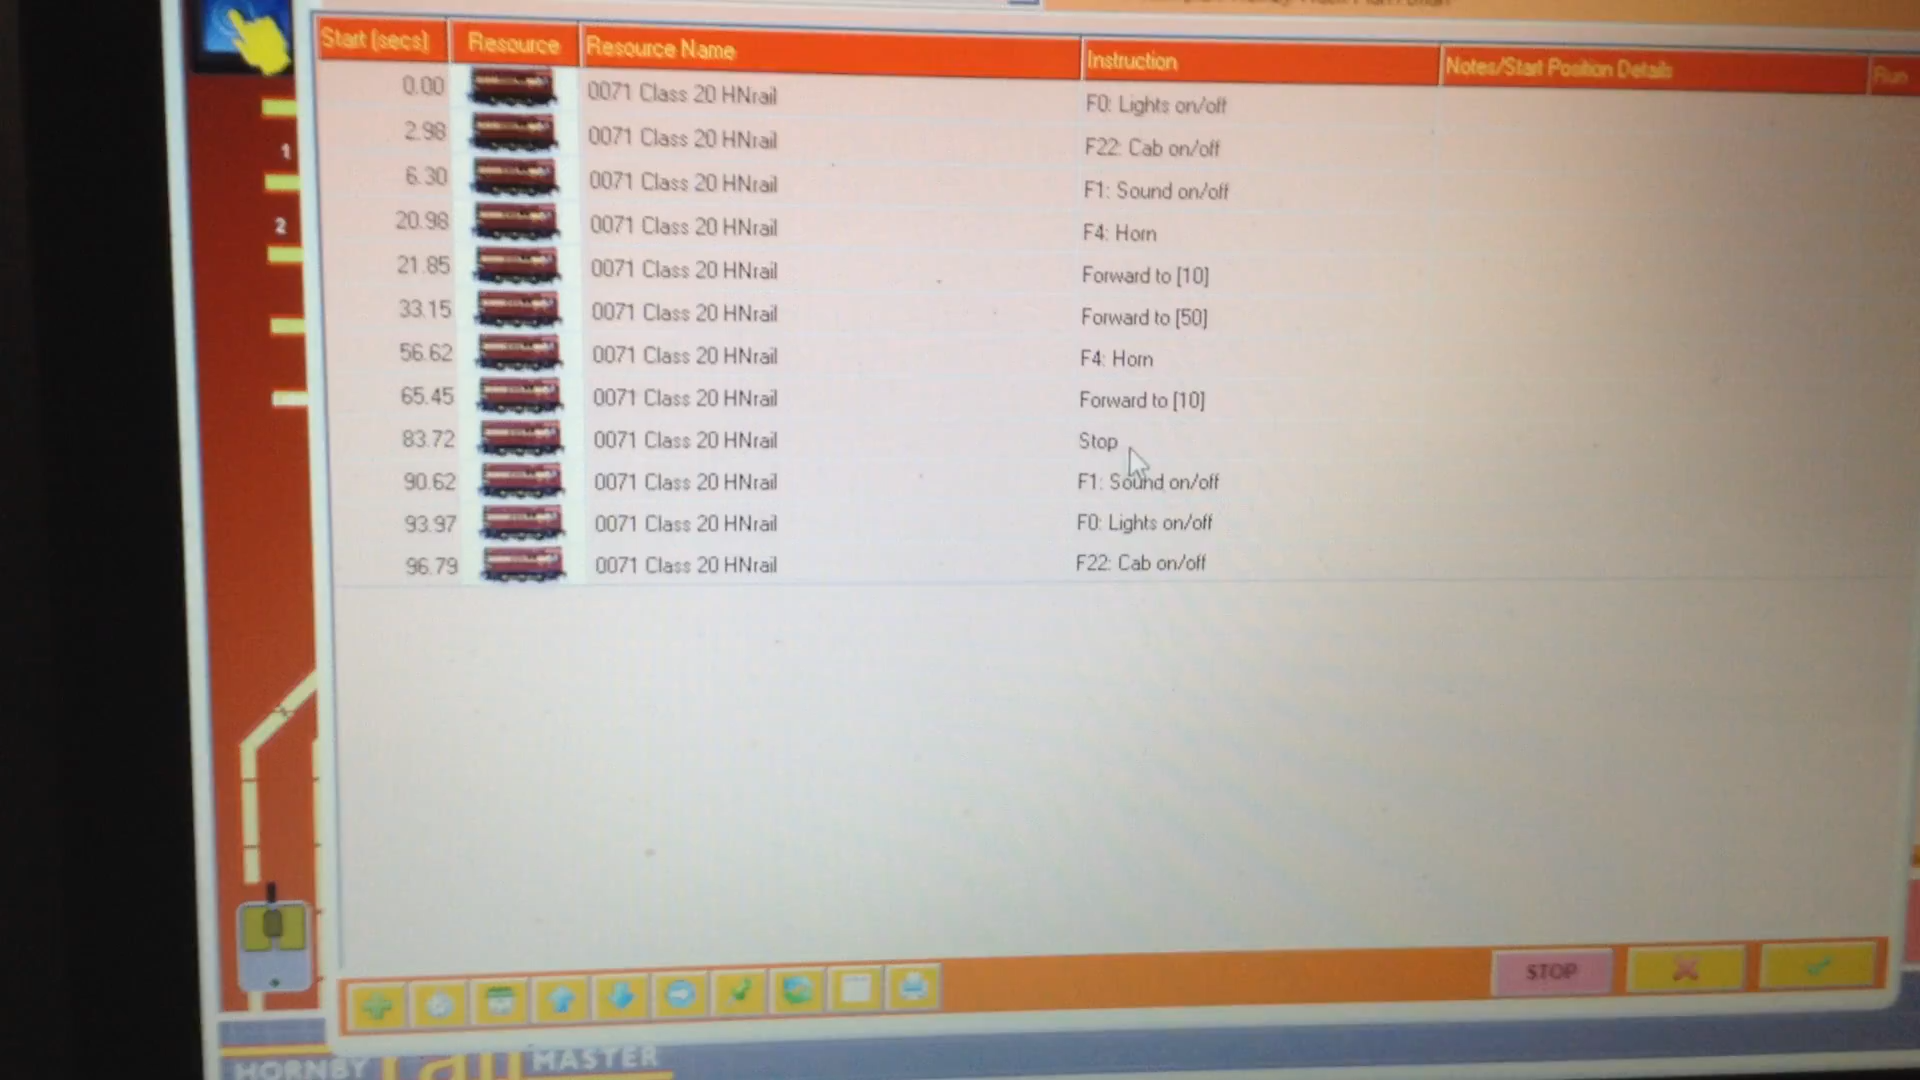 Start (secs) Resource Resource Name Instruction Notes/Start Position Details Run
0.00 0071 Class 20 HNrail F0: Lights on/off
1
2.98 0071 Class 20 HNrail F22: Cab on/off
6.30 0071 Class 20 HNrail F1: Sound on/off
2
20.98 0071 Class 20 HNrail F4: Horn
21.85 0071 Class 20 HNrail Forward to [10]
33.15 0071 Class 20 HNrail Forward to [50]
56.62 0071 Class 20 HNrail F4: Horn
65.45 0071 Class 20 HNrail Forward to [10]
83.72 0071 Class 20 HNrail Stop
90.62 0071 Class 20 HNrail F1: Sound on/off
93.97 0071 Class 20 HNrail F0: Lights on/off
96.79 0071 Class 20 HNrail F22: Cab on/off
STOP
HORNBY rail MASTER